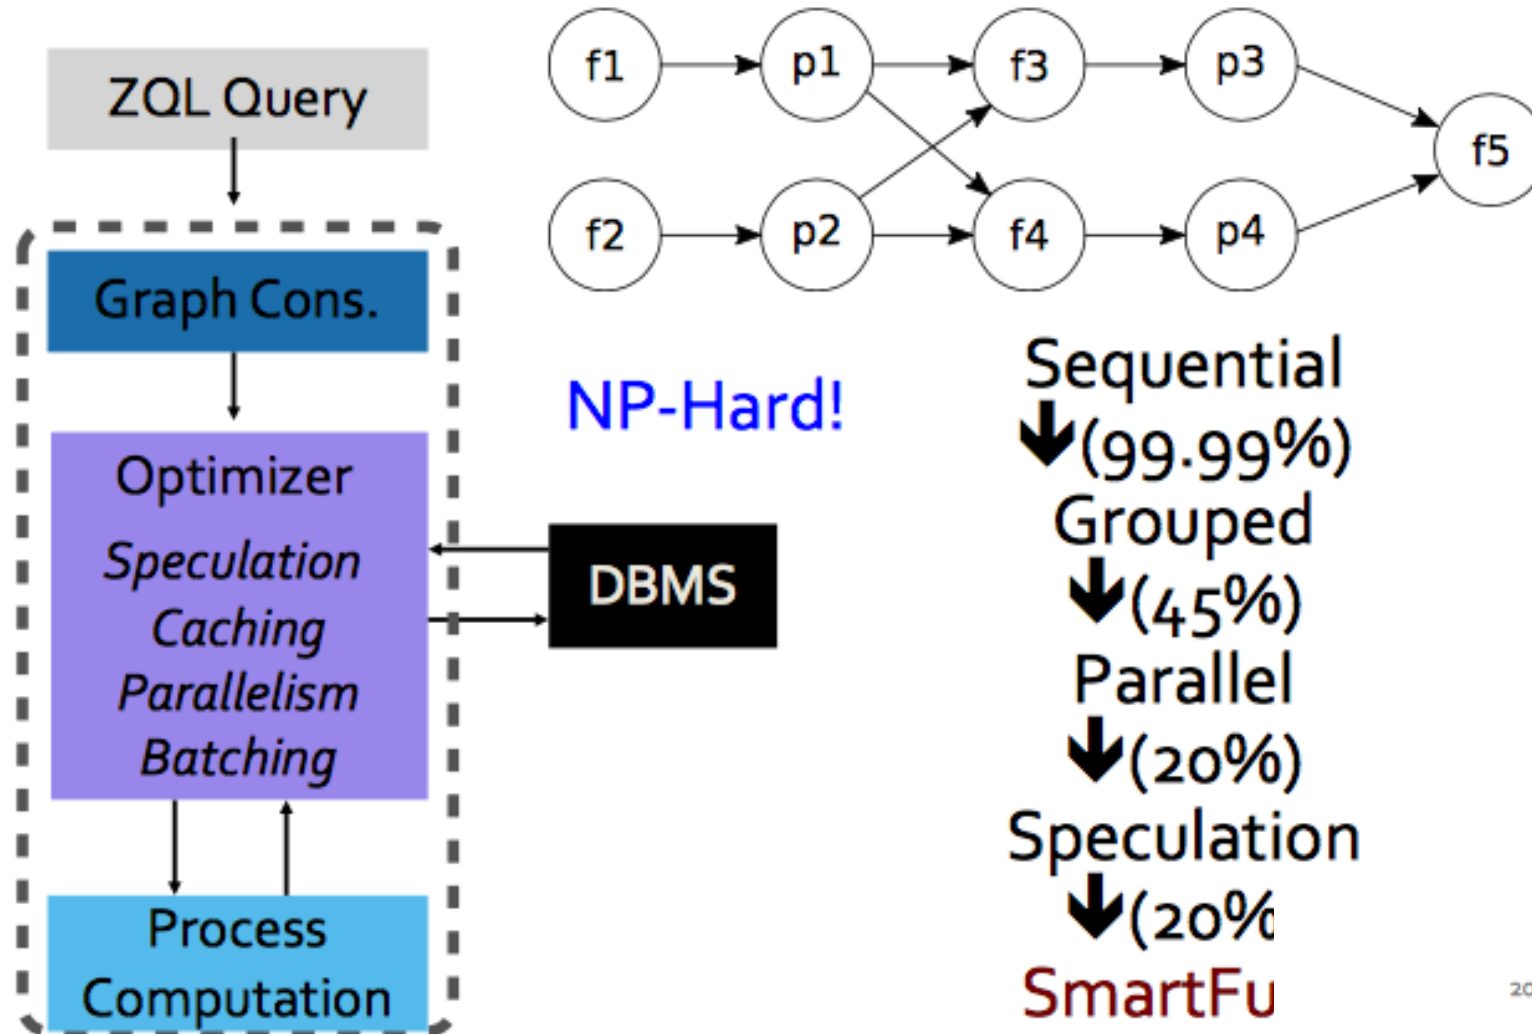 ZQL Query
Graph Cons.
Optimizer
Speculation
Caching
Parallelism
Batching
Process
Computation
DBMS
f1
p1
f3
p3
f5
f2
p2
f4
p4
NP-Hard!
Sequential
(99.99%)
Grouped
(45%)
Parallel
(20%)
Speculation
(20%
SmartFu
20